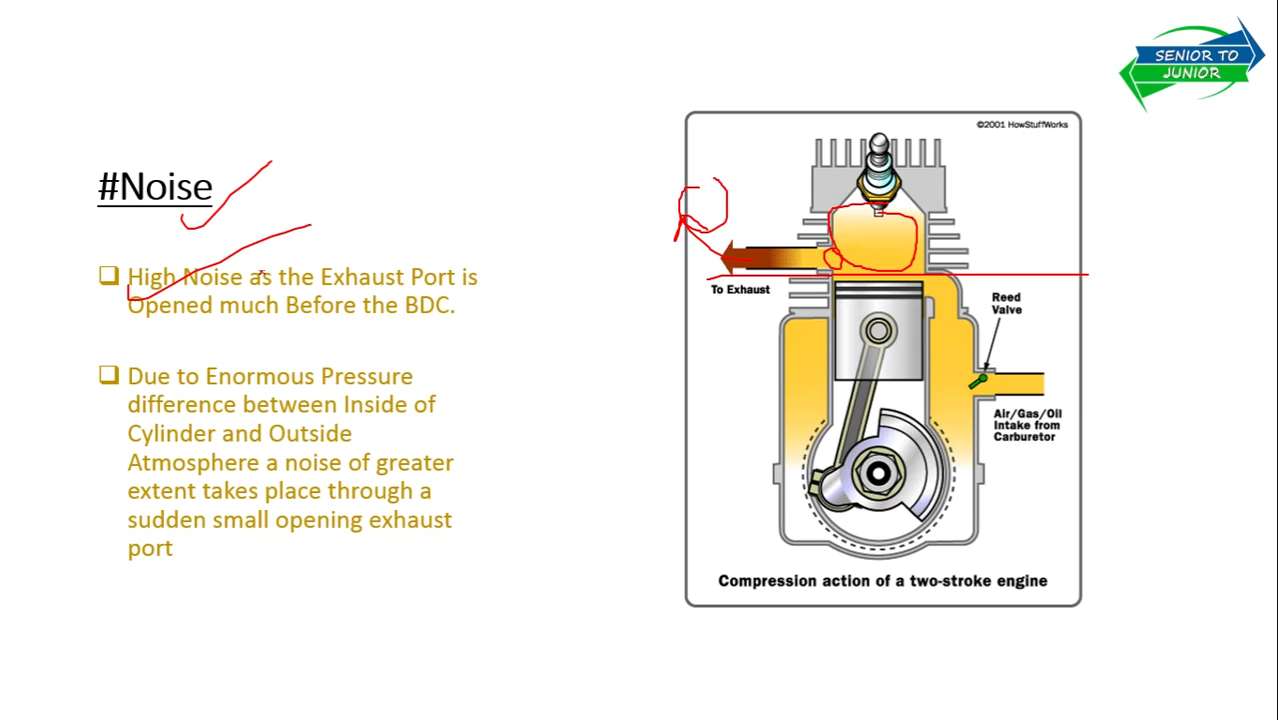 SENIOR TO
JUNIOR
#Noise
High Noise as the Exhaust Port is
Opened much Before the BDC.
Due to Enormous Pressure
difference between Inside of
Cylinder and Outside
Atmosphere a noise of greater
extent takes place through a
sudden small opening exhaust
port
©2001 HowStuffWorks
To Exhaust
Reed
Valve
Air/Gas/Oil
Intake from
Carburetor
Compression action of a two-stroke engine